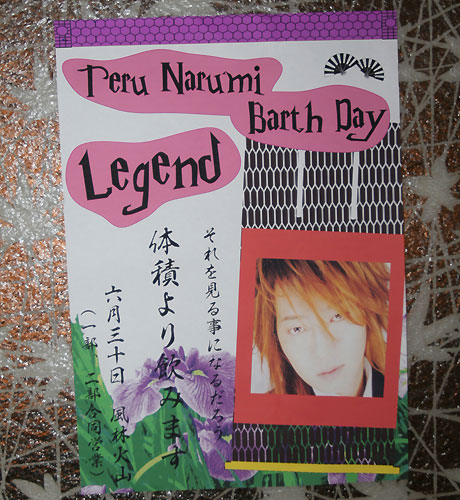 Teru Narumi
Barth Day
Legend
それを見る事になるだろう
体積より飲みます
六月三十日 風林火山
(一部 二部合同営業)